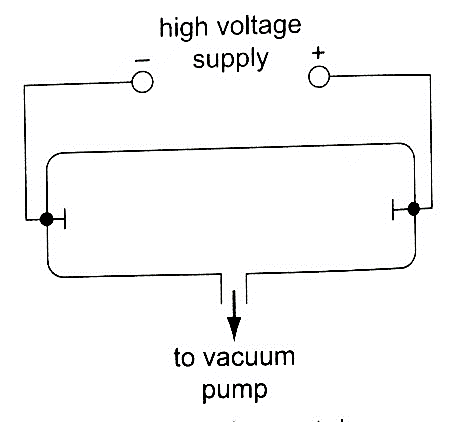 high voltage
supply
− +
to vacuum
pump